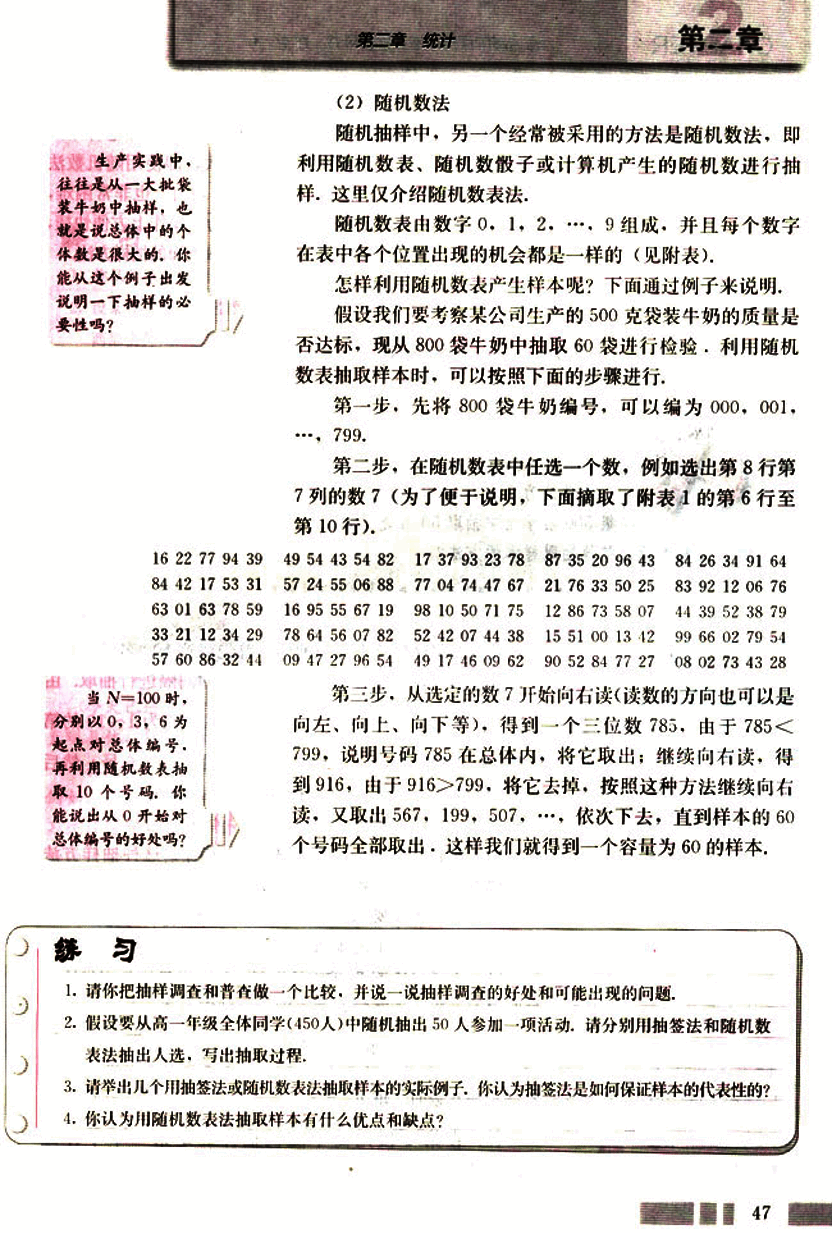 第二章 统计
第二章
(2) 随机数法
随机抽样中，另一个经常被采用的方法是随机数法，即
利用随机数表、随机数骰子或计算机产生的随机数进行抽
样. 这里仅介绍随机数表法.
随机数表由数字 0，1，2，…，9 组成，并且每个数字
在表中各个位置出现的机会都是一样的（见附表）.
怎样利用随机数表产生样本呢？下面通过例子来说明.
假设我们要考察某公司生产的 500 克袋装牛奶的质量是
否达标，现从 800 袋牛奶中抽取 60 袋进行检验．利用随机
数表抽取样本时，可以按照下面的步骤进行.
第一步，先将 800 袋牛奶编号，可以编为 000，001，
…，799.
第二步，在随机数表中任选一个数，例如选出第 8 行第
7 列的数 7（为了便于说明，下面摘取了附表 1 的第 6 行至
第 10 行）.
生产实践中，
往往是从一大批袋
装牛奶中抽样，也
就是说总体中的个
体数是很大的. 你
能从这个例子出发
说明一下抽样的必
要性吗？
16 22 77 94 39 49 54 43 54 82 17 37 93 23 78 87 35 20 96 43 84 26 34 91 64
84 42 17 53 31 57 24 55 06 88 77 04 74 47 67 21 76 33 50 25 83 92 12 06 76
63 01 63 78 59 16 95 55 67 19 98 10 50 71 75 12 86 73 58 07 44 39 52 38 79
33 21 12 34 29 78 64 56 07 82 52 42 07 44 38 15 51 00 13 42 99 66 02 79 54
57 60 86 32 44 09 47 27 96 54 49 17 46 09 62 90 52 84 77 27 08 02 73 43 28
第三步，从选定的数 7 开始向右读（读数的方向也可以是
向左、向上、向下等），得到一个三位数 785，由于 785＜
799，说明号码 785 在总体内，将它取出；继续向右读，得
到 916，由于 916＞799，将它去掉，按照这种方法继续向右
读，又取出 567，199，507，…，依次下去，直到样本的 60
个号码全部取出．这样我们就得到一个容量为 60 的样本.
当 N=100 时，
分别以 0，3，6 为
起点对总体编号，
再利用随机数表抽
取 10 个号码. 你
能说出从 0 开始对
总体编号的好处吗？
练 习
1. 请你把抽样调查和普查做一个比较，并说一说抽样调查的好处和可能出现的问题.
2. 假设要从高一年级全体同学(450人)中随机抽出 50 人参加一项活动. 请分别用抽签法和随机数
表法抽出人选，写出抽取过程.
3. 请举出几个用抽签法或随机数表法抽取样本的实际例子. 你认为抽签法是如何保证样本的代表性的？
4. 你认为用随机数表法抽取样本有什么优点和缺点？
47